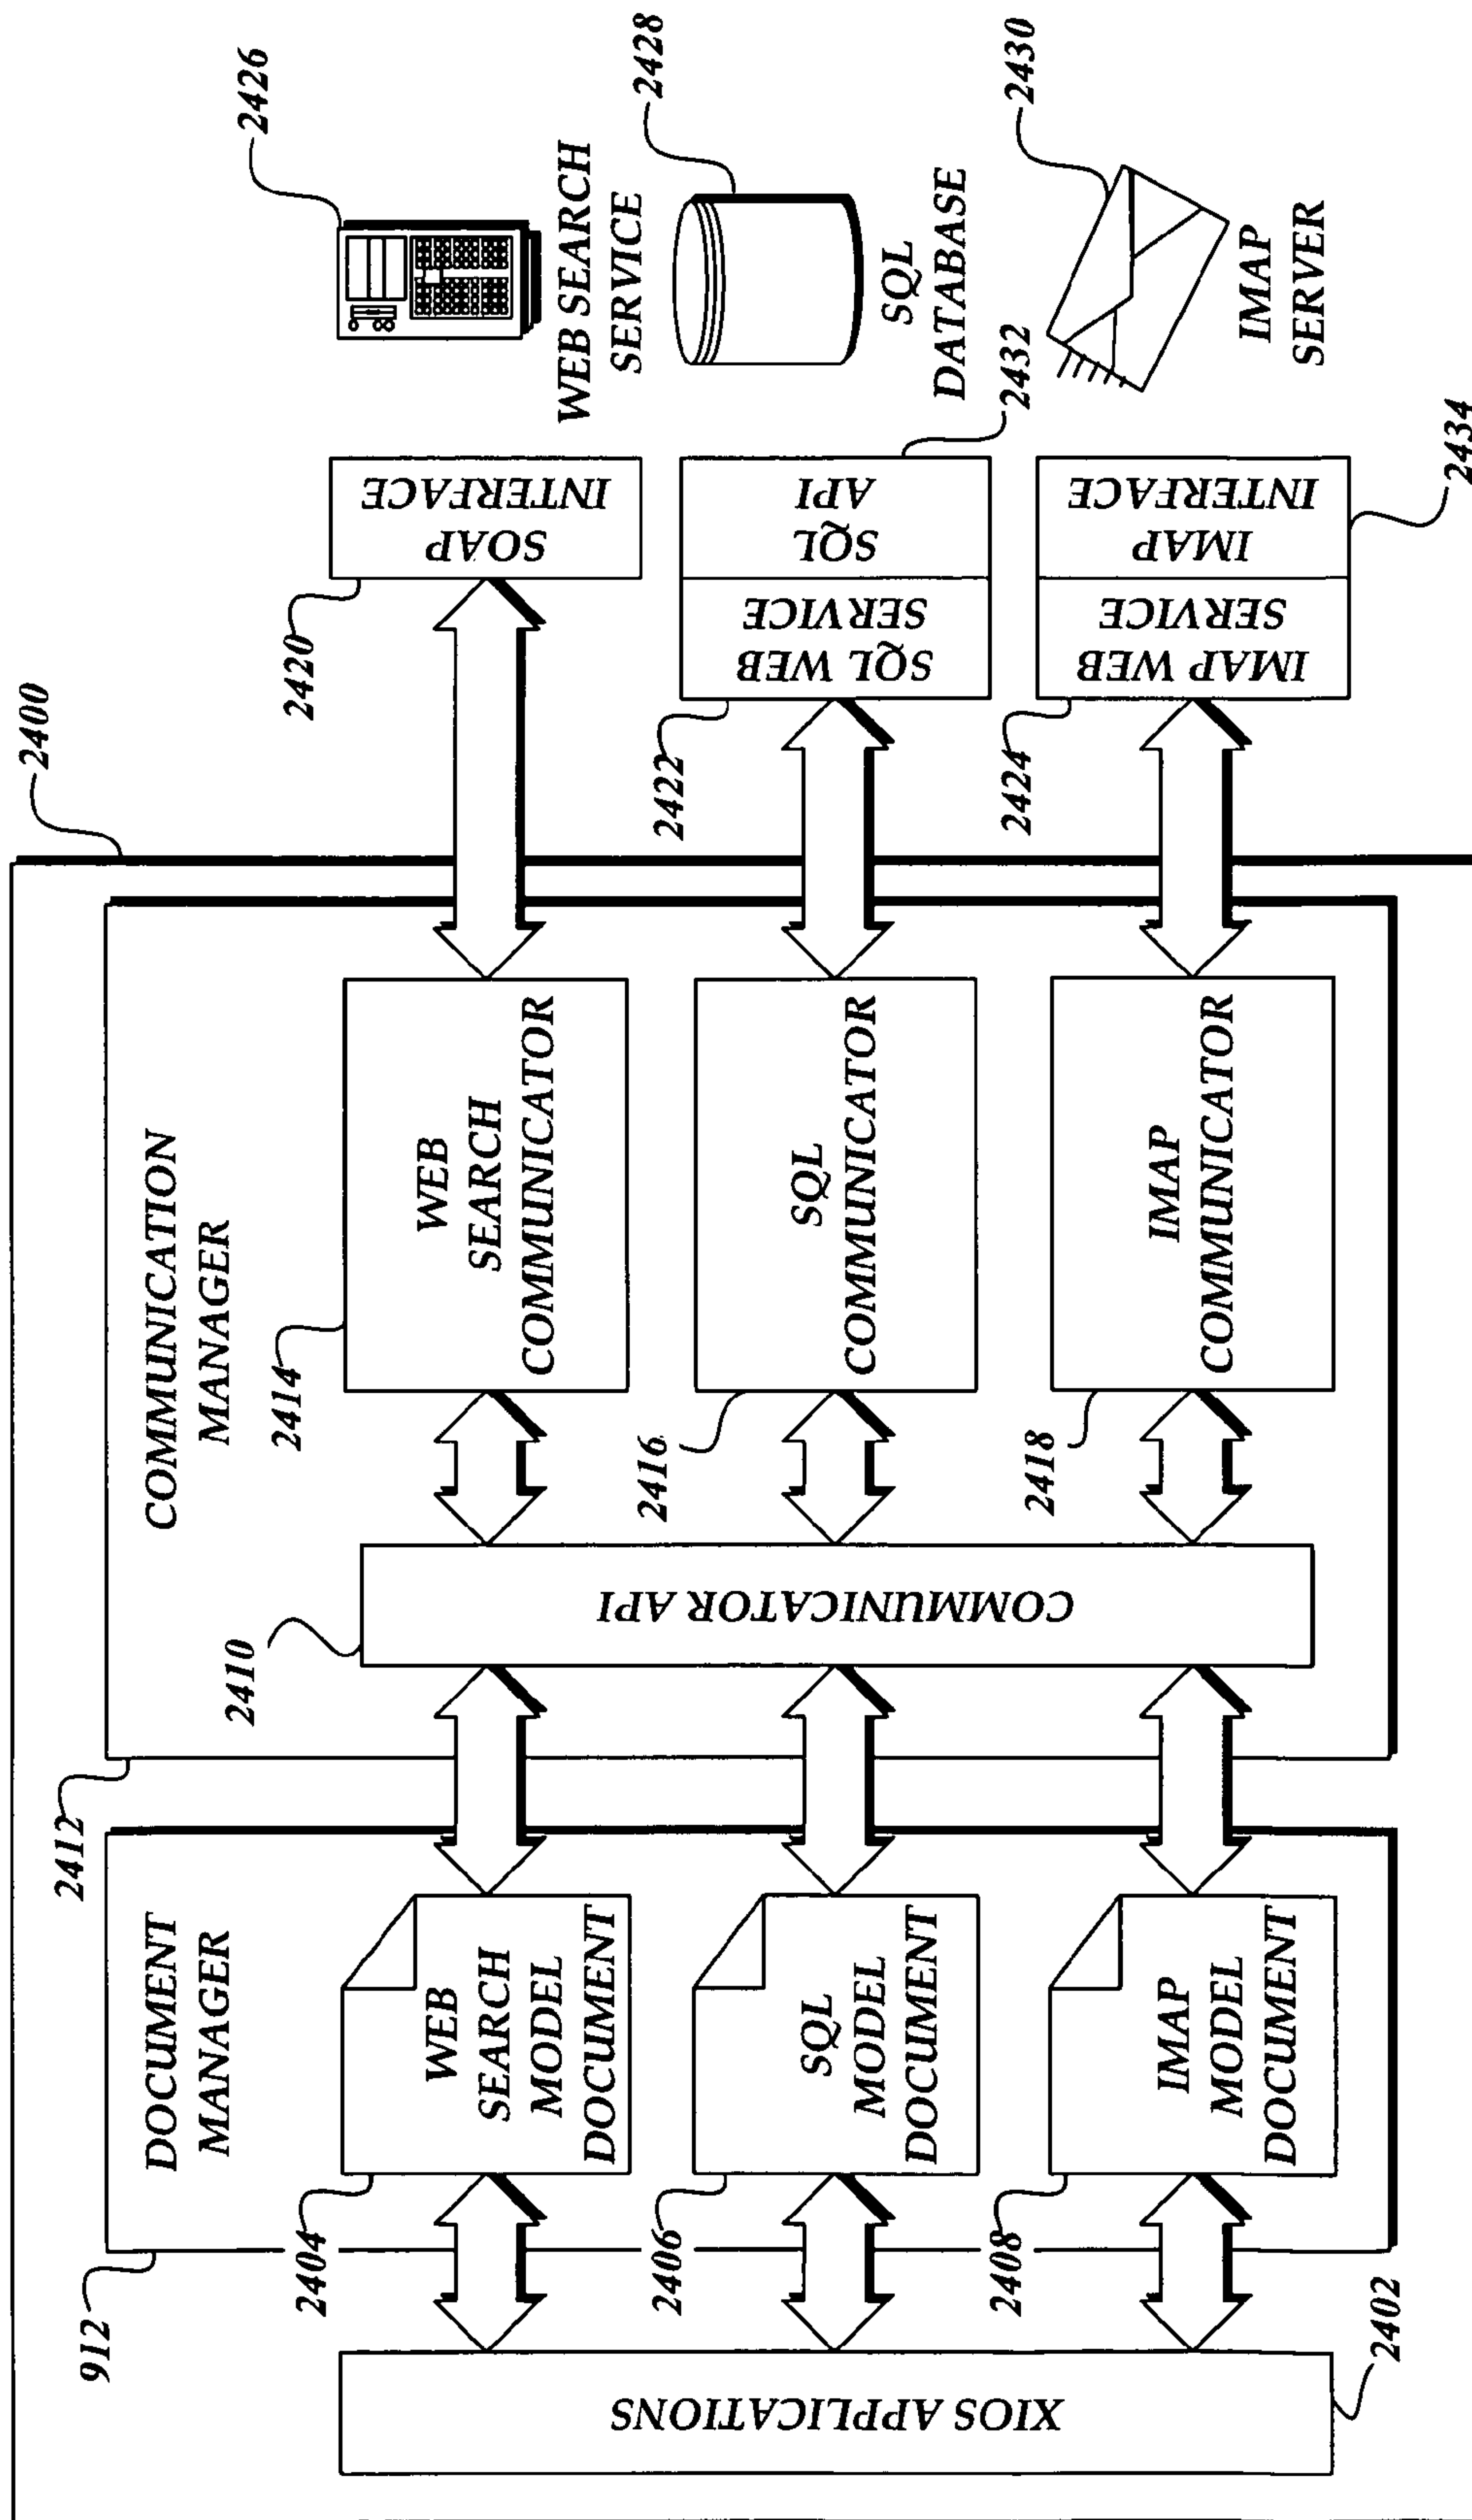 2400
912
DOCUMENT
MANAGER
2412
COMMUNICATION
MANAGER
2402
XIOS APPLICATIONS
2404
WEB
SEARCH
MODEL
DOCUMENT
2406
SQL
MODEL
DOCUMENT
2408
IMAP
MODEL
DOCUMENT
2410
COMMUNICATOR API
2414
WEB
SEARCH
COMMUNICATOR
2416
SQL
COMMUNICATOR
2418
IMAP
COMMUNICATOR
2420
SOAP
INTERFACE
2422
SQL WEB
SERVICE
SQL
API
2432
2424
IMAP WEB
SERVICE
IMAP
INTERFACE
2434
2426
WEB SEARCH
SERVICE
2428
SQL
DATABASE
2430
IMAP
SERVER